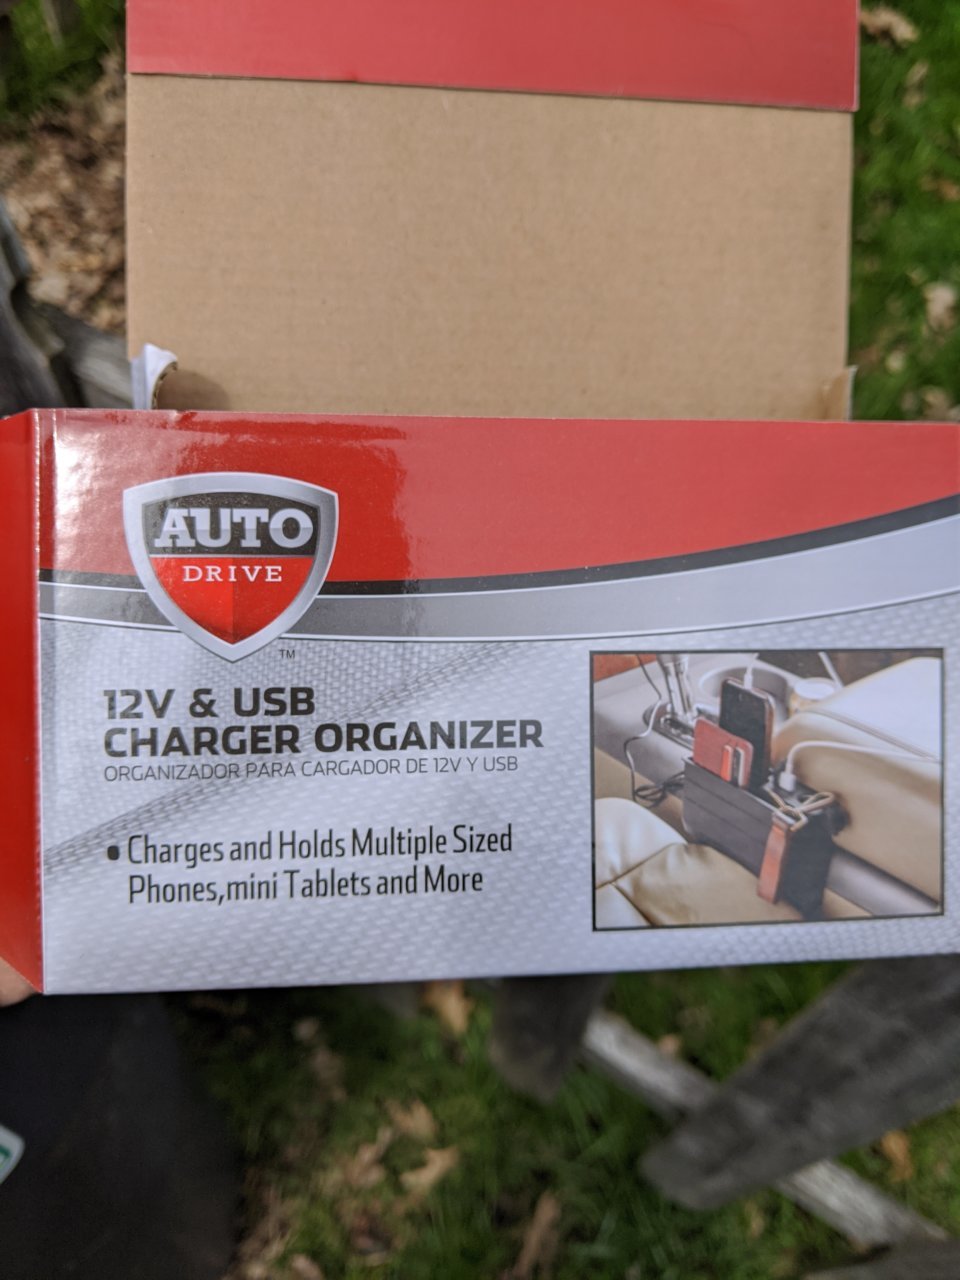 AUTO
DRIVE
TM
12V & USB
CHARGER ORGANIZER
ORGANIZADOR PARA CARGADOR DE 12V Y USB
• Charges and Holds Multiple Sized
Phones,mini Tablets and More